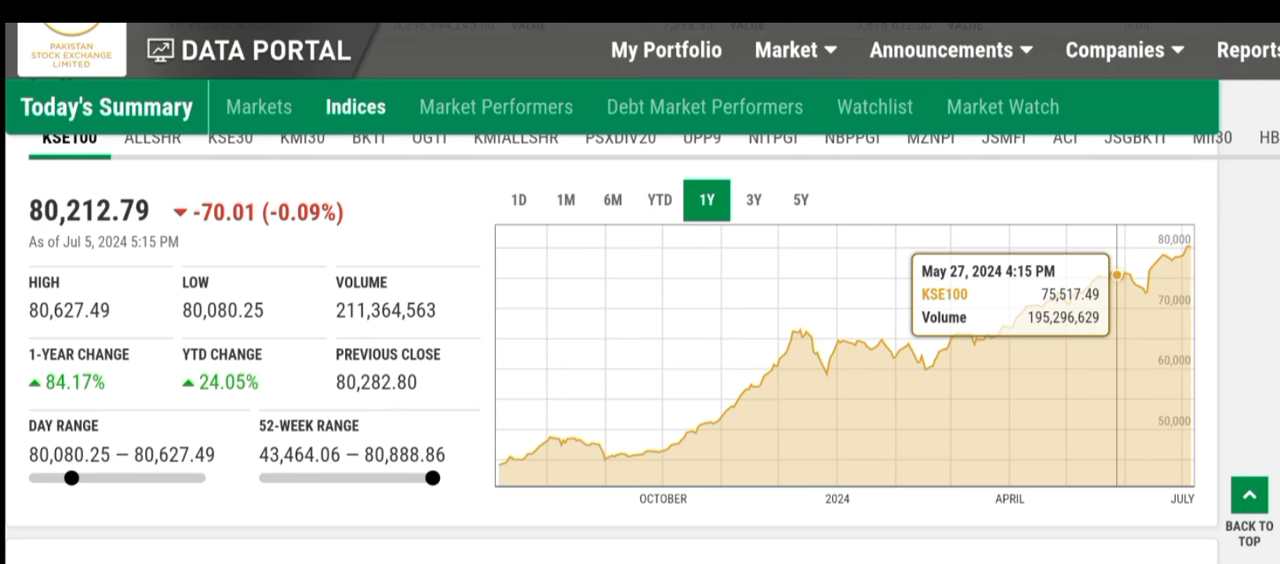 PAKISTAN
STOCK EXCHANGE
LIMITED
DATA PORTAL
My Portfolio Market Announcements Companies Reports
Today's Summary Markets Indices Market Performers Debt Market Performers Watchlist Market Watch
KSE100 ALLSHR KSE30 KMI30 BKTI OGTI KMIALLSHR PSXDIV20 UPP9 NITPGI NBPPGI MZNPI JSMFI ACI JSGBKTI MII30 HB
80,212.79 -70.01 (-0.09%)
As of Jul 5, 2024 5:15 PM
HIGH LOW VOLUME
80,627.49 80,080.25 211,364,563
1-YEAR CHANGE YTD CHANGE PREVIOUS CLOSE
84.17% 24.05% 80,282.80
DAY RANGE 52-WEEK RANGE
80,080.25 — 80,627.49 43,464.06 — 80,888.86
1D 1M 6M YTD 1Y 3Y 5Y
80,000
May 27, 2024 4:15 PM
KSE100 75,517.49
Volume 195,296,629
70,000
60,000
50,000
OCTOBER 2024 APRIL JULY
BACK TO
TOP